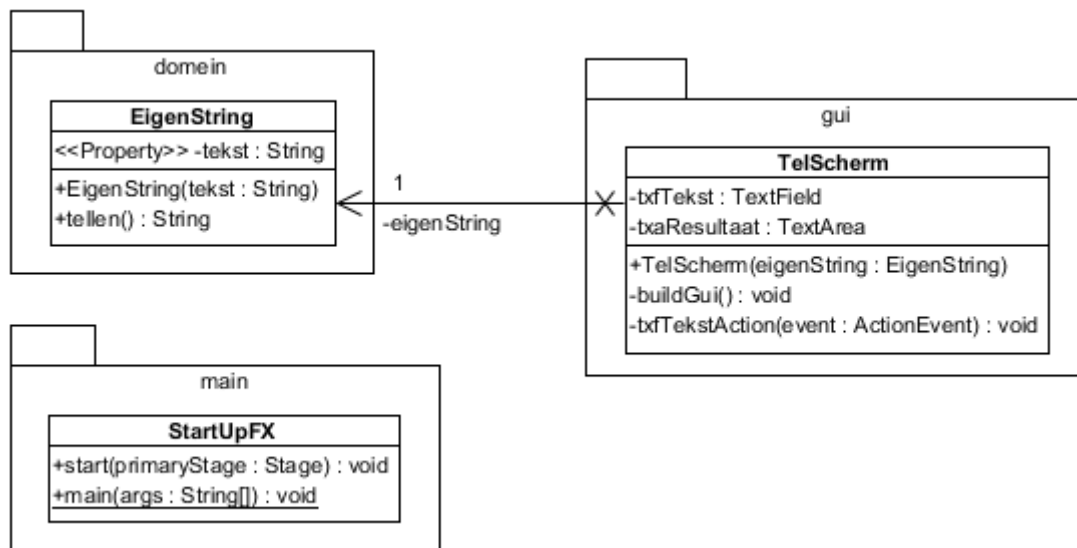 domein
EigenString
<<Property>> -tekst : String
+EigenString(tekst : String)
+tellen() : String
1
-eigenString
gui
TelScherm
-txfTekst : TextField
-txaResultaat : TextArea
+TelScherm(eigenString : EigenString)
-buildGui() : void
-txfTekstAction(event : ActionEvent) : void
main
StartUpFX
+start(primaryStage : Stage) : void
+main(args : String[]) : void